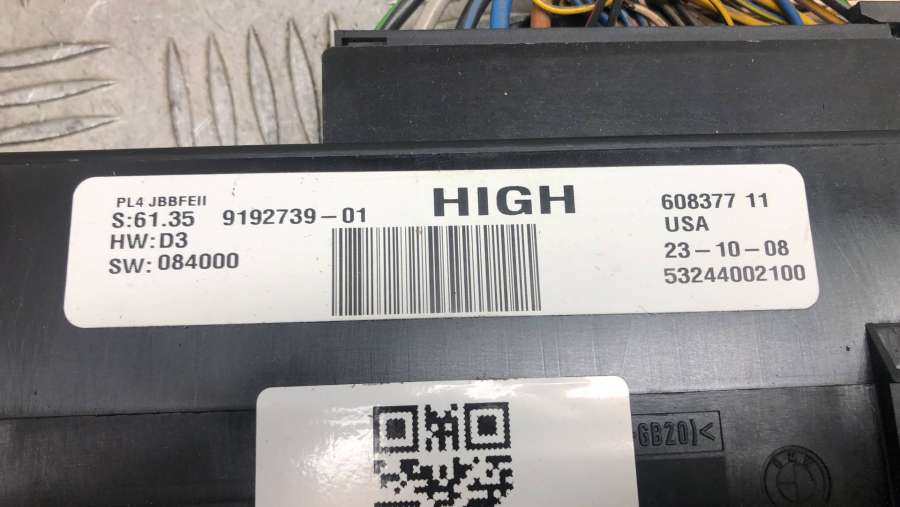 PL4 JBBFEII
S:61.35 9192739-01
HW:D3
SW: 084000
HIGH
608377 11
USA
23-10-08
53244002100
GB20)<
BMW